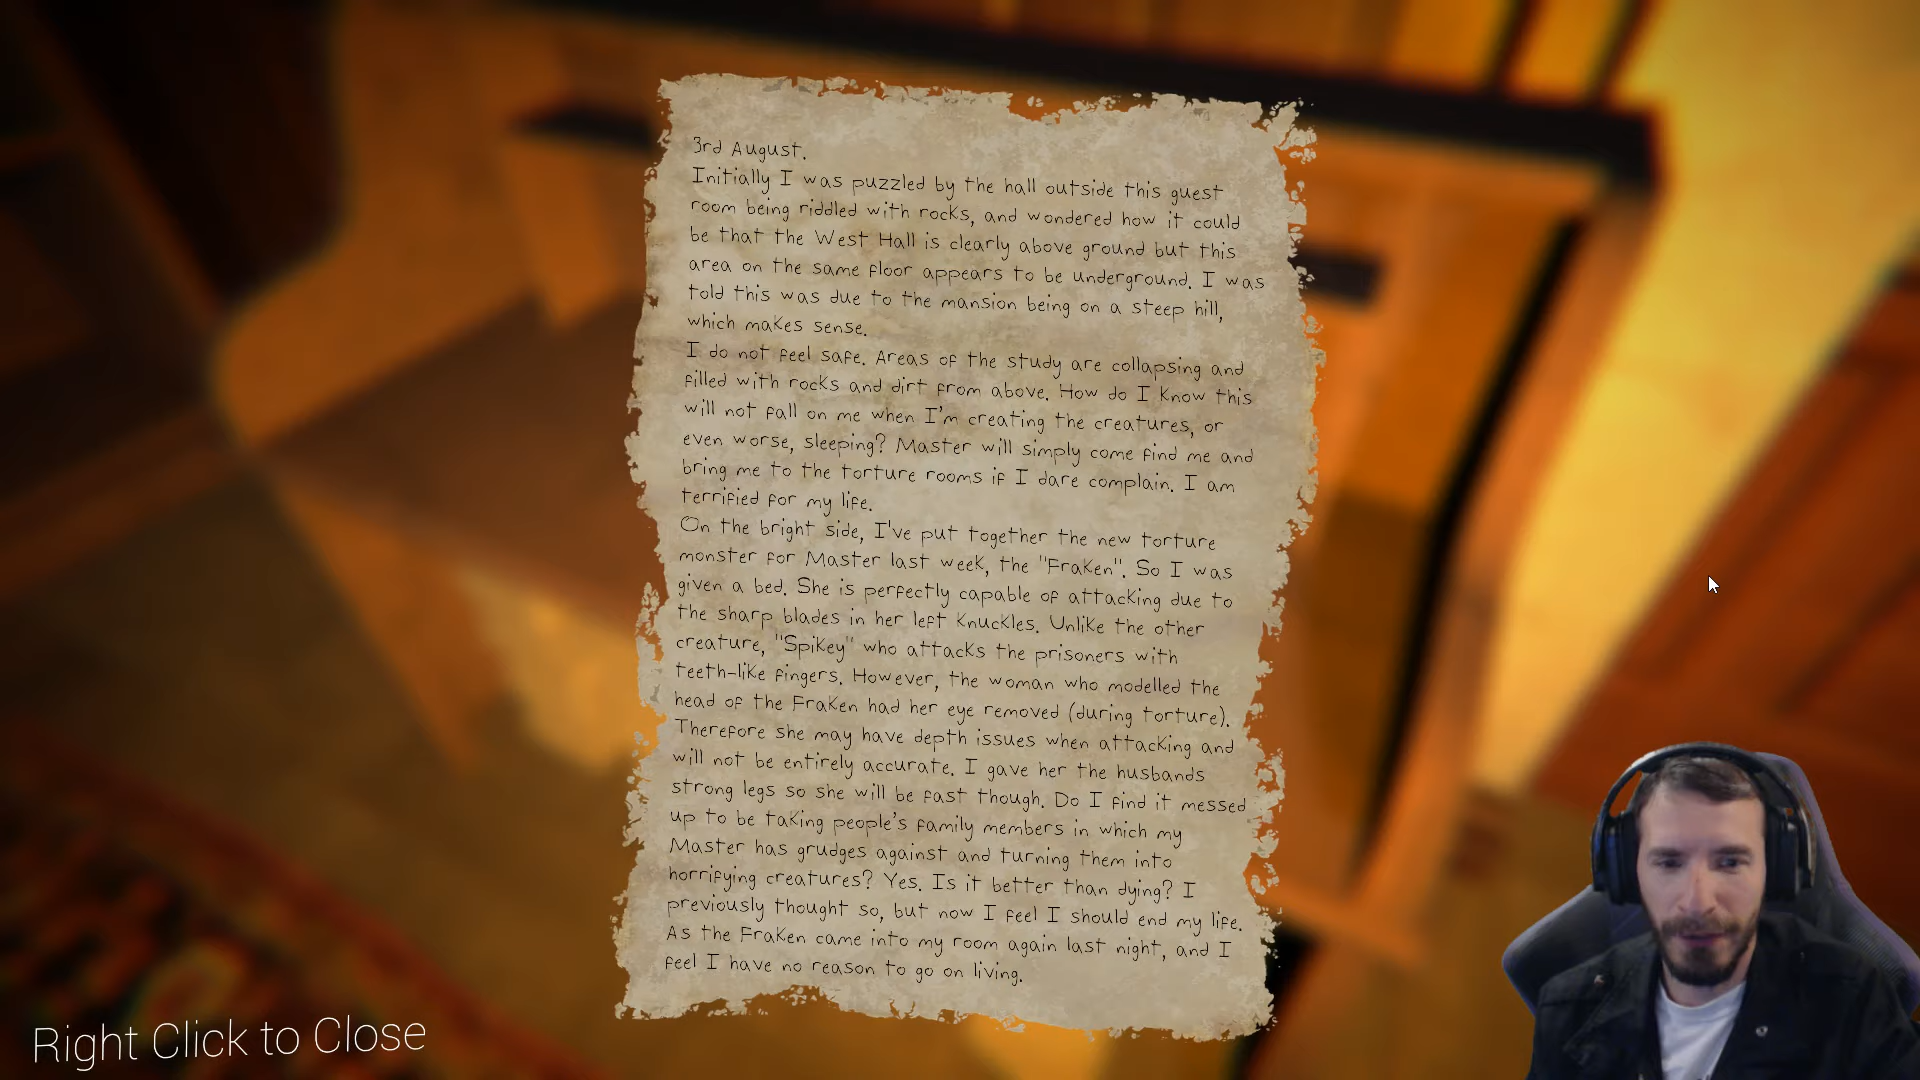 3rd August.
Initially I was puzzled by the hall outside this guest
room being riddled with rocks, and wondered how it could
be that the West Hall is clearly above ground but this
area on the same floor appears to be underground. I was
told this was due to the mansion being on a steep hill,
which makes sense.
I do not feel safe. Areas of the study are collapsing and
filled with rocks and dirt from above. How do I know this
will not fall on me when I'm creating the creatures, or
even worse, sleeping? Master will simply come find me and
bring me to the torture rooms if I dare complain. I am
terrified for my life.
On the bright side, I've put together the new torture
monster for Master last week, the "Fraken". So I was
given a bed. She is perfectly capable of attacking due to
the sharp blades in her left knuckles. Unlike the other
creature, "Spikey" who attacks the prisoners with
teeth-like fingers. However, the woman who modelled the
head of the Fraken had her eye removed (during torture).
Therefore she may have depth issues when attacking and
will not be entirely accurate. I gave her the husbands
strong legs so she will be fast though. Do I find it messed
up to be taking people's family members in which my
Master has grudges against and turning them into
horrifying creatures? Yes. Is it better than dying? I
previously thought so, but now I feel I should end my life.
As the Fraken came into my room again last night, and I
feel I have no reason to go on living.
Right Click to Close